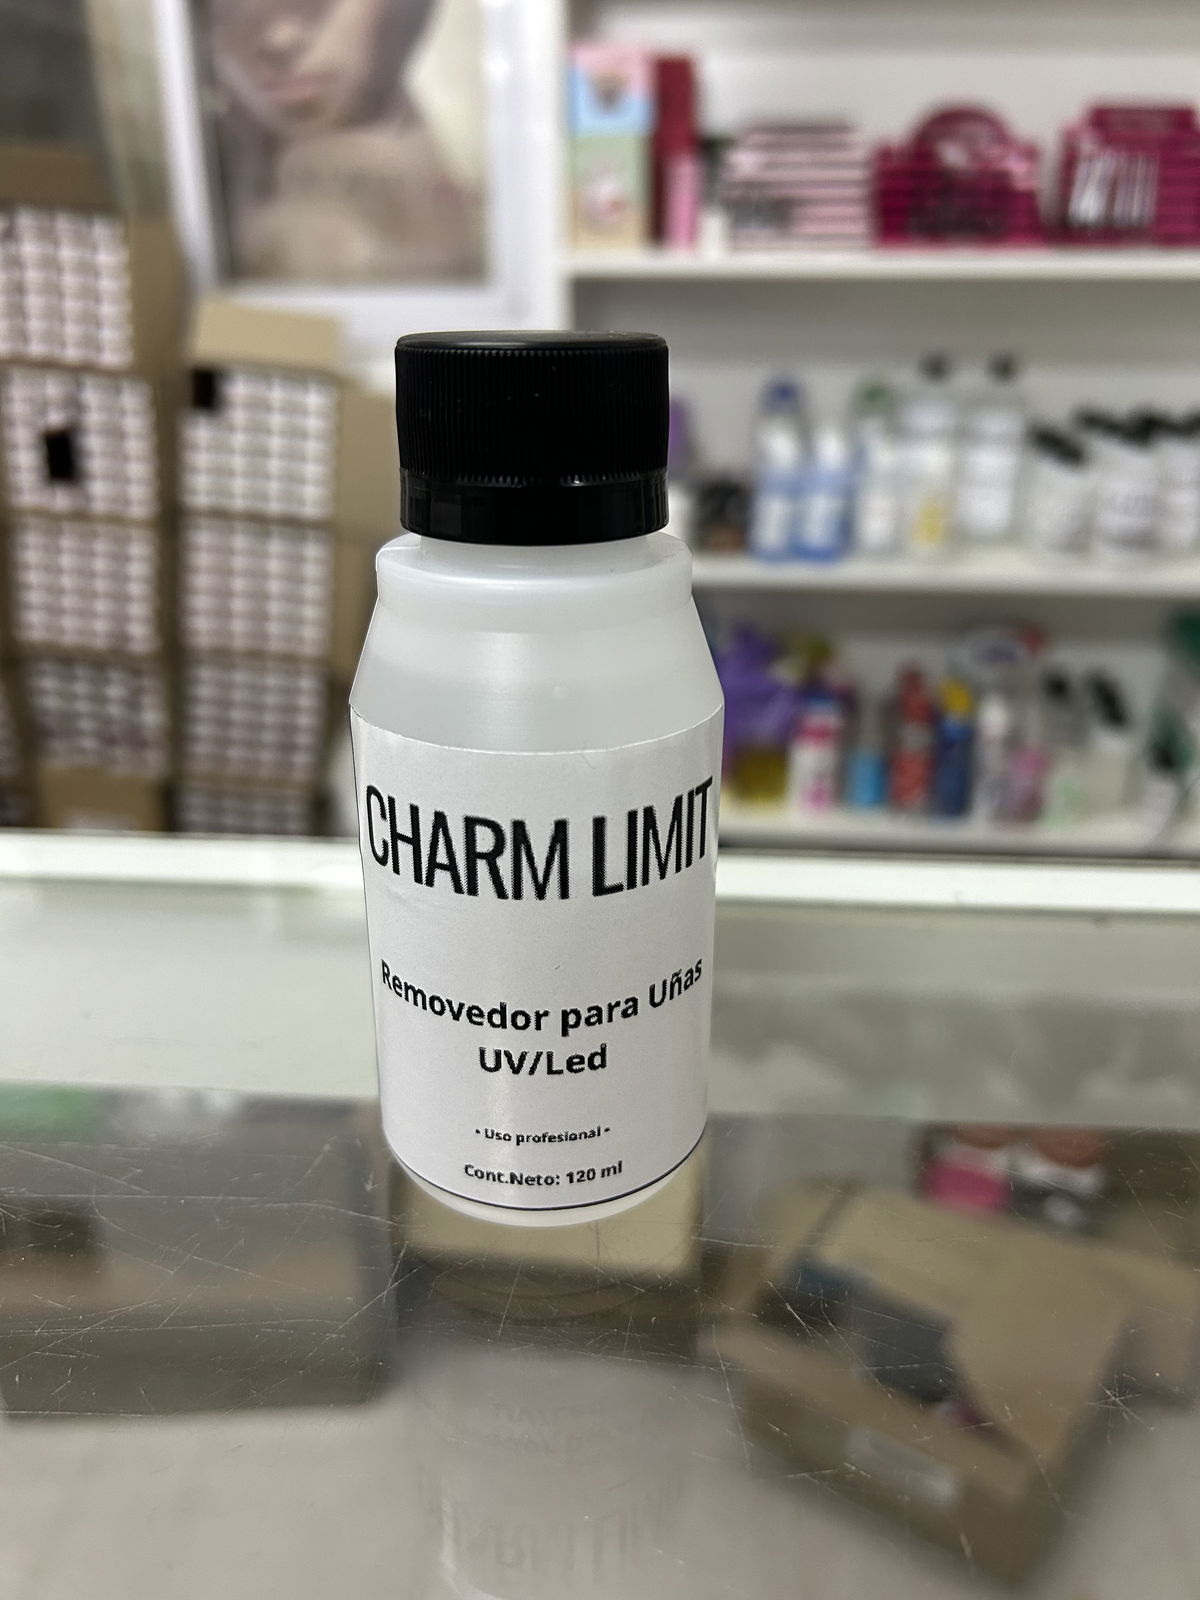 CHARM LIMIT
Removedor para Uñas
UV/Led
• Uso profesional •
Cont.Neto: 120 ml